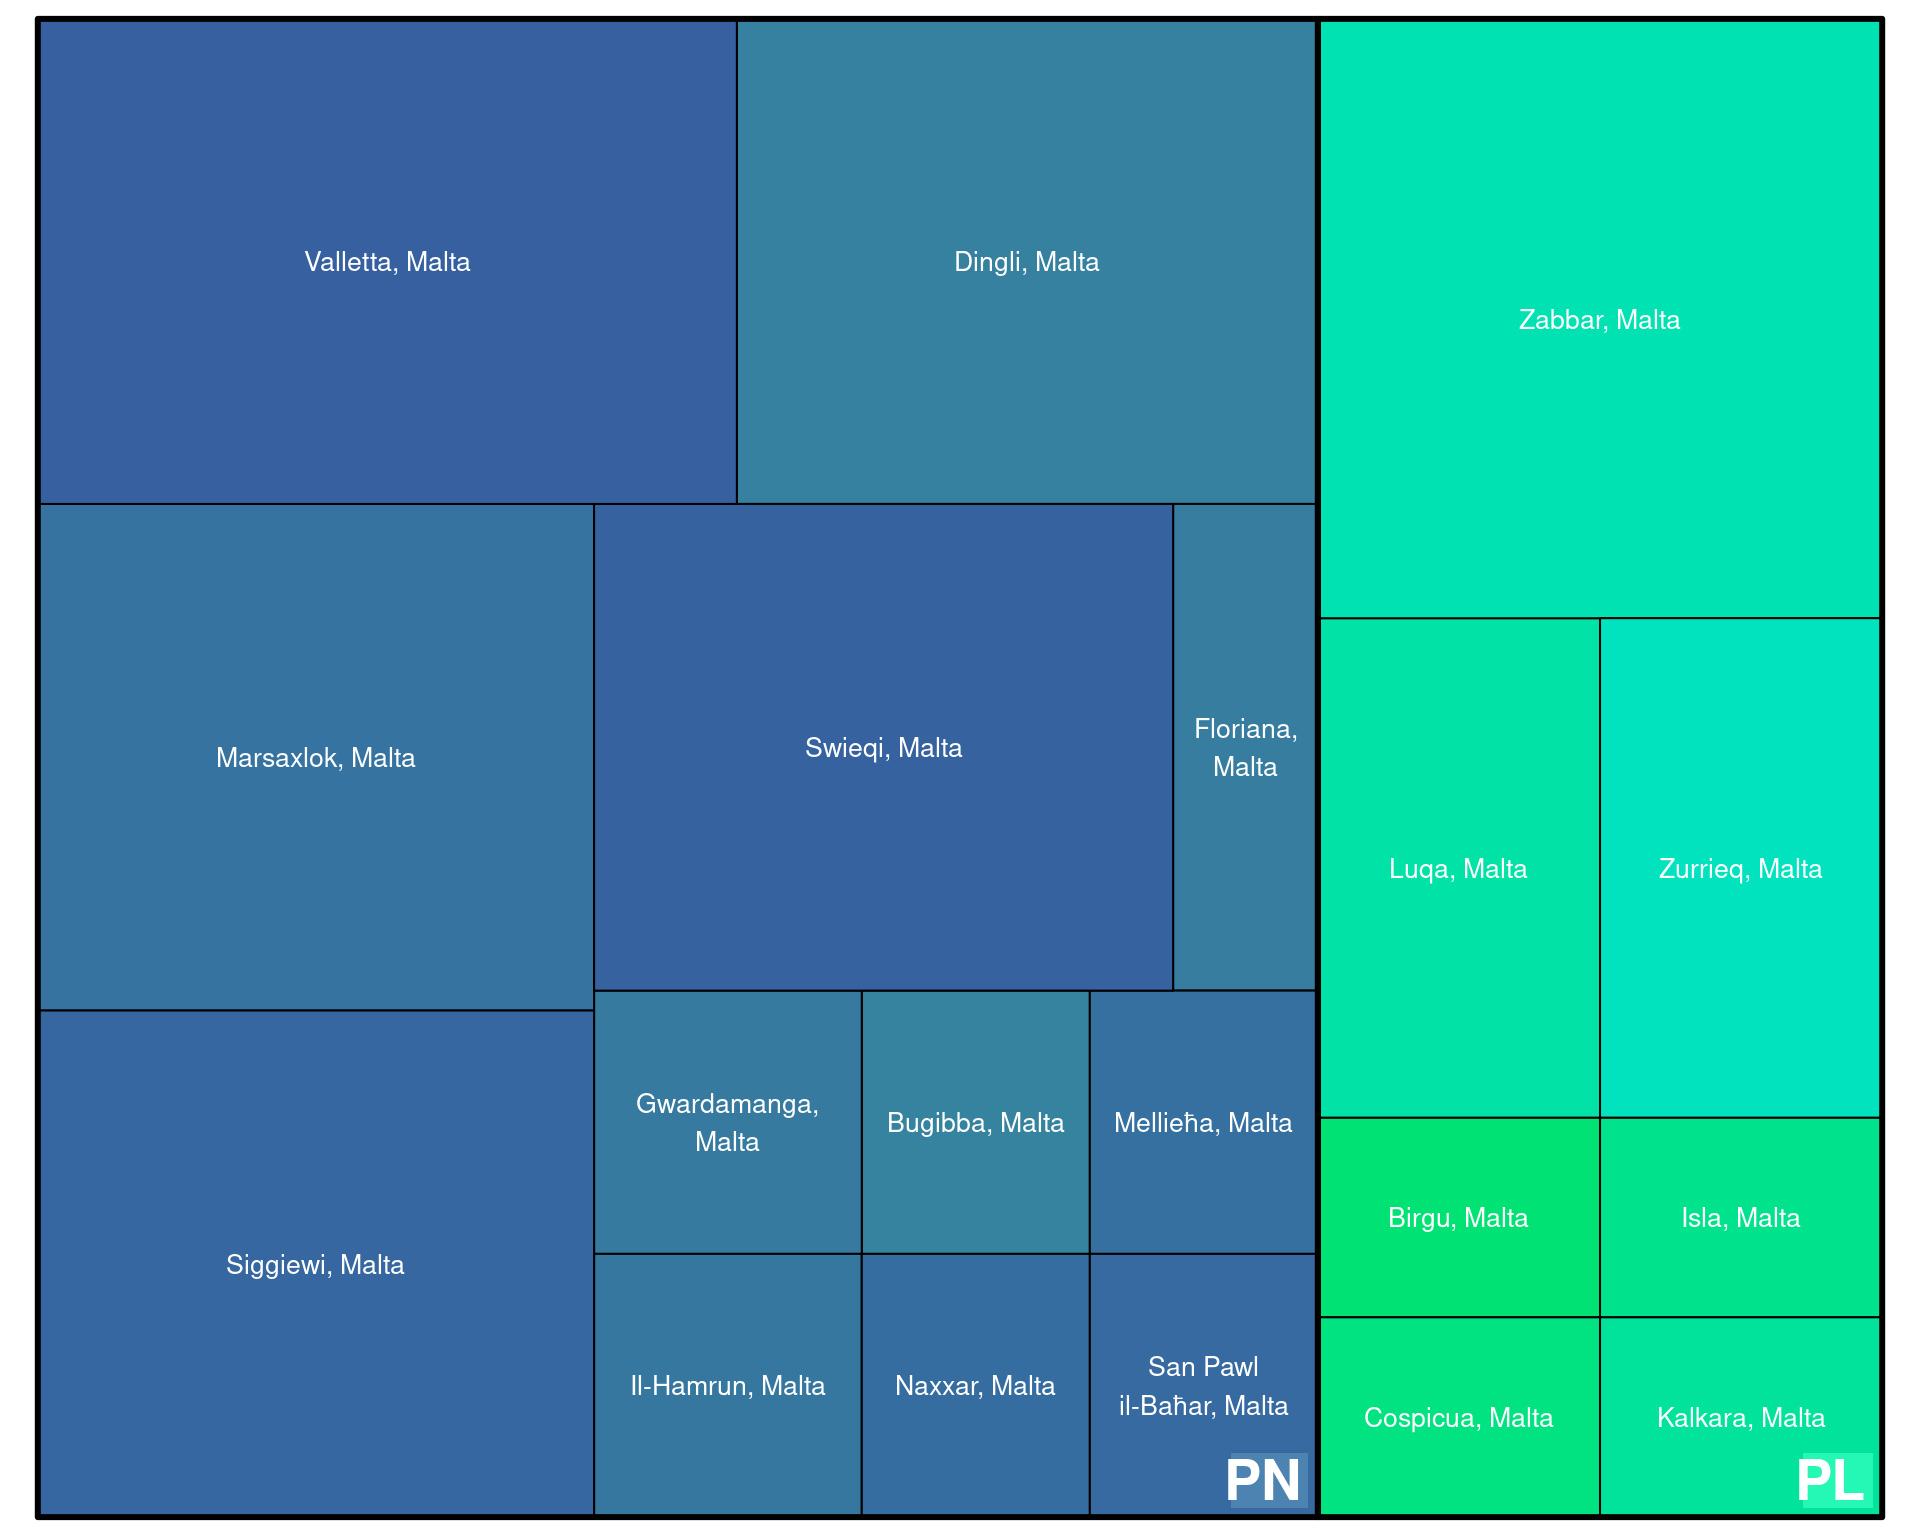 Valletta, Malta
Dingli, Malta
Zabbar, Malta
Marsaxlok, Malta
Swieqi, Malta
Floriana,
Malta
Luqa, Malta
Zurrieq, Malta
Siggiewi, Malta
Gwardamanga,
Malta
Bugibba, Malta
Mellieħa, Malta
Birgu, Malta
Isla, Malta
Il-Hamrun, Malta
Naxxar, Malta
San Pawl
il-Baħar, Malta
Cospicua, Malta
Kalkara, Malta
PN
PL